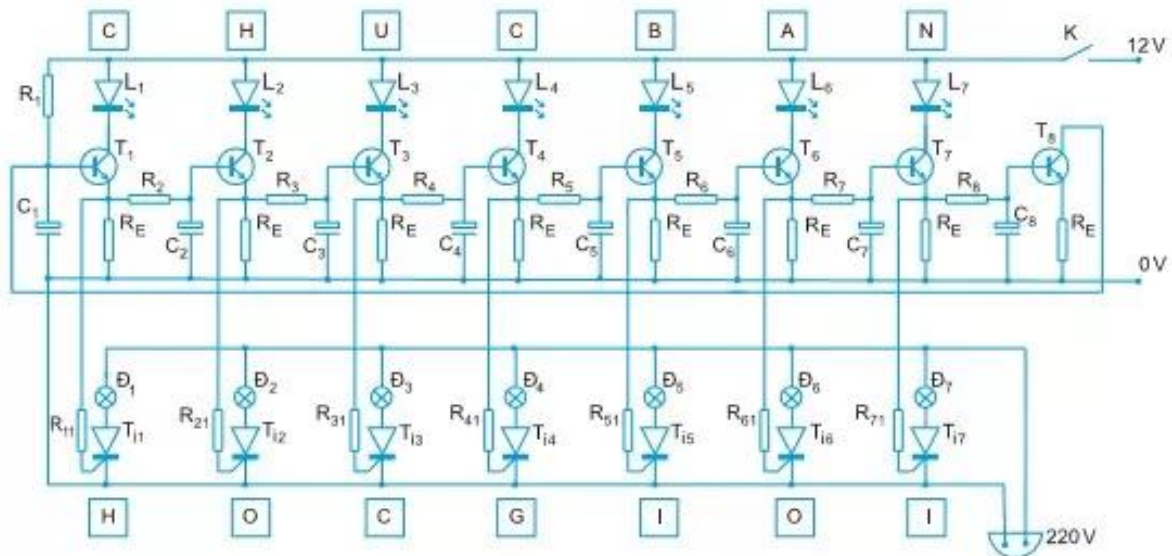 C H U C B A N
K 12 V
R1 L1 L2 L3 L4 L5 L6 L7
T1 T2 T3 T4 T5 T6 T7 T8
R2 R3 R4 R5 R6 R7 R8
C1 RE C2 RE C3 RE C4 RE C5 RE C6 RE C7 RE C8 RE
0 V
Đ1 Đ2 Đ3 Đ4 Đ5 Đ6 Đ7
R11 Ti1 R21 Ti2 R31 Ti3 R41 Ti4 R51 Ti5 R61 Ti6 R71 Ti7
H O C G I O I
220 V